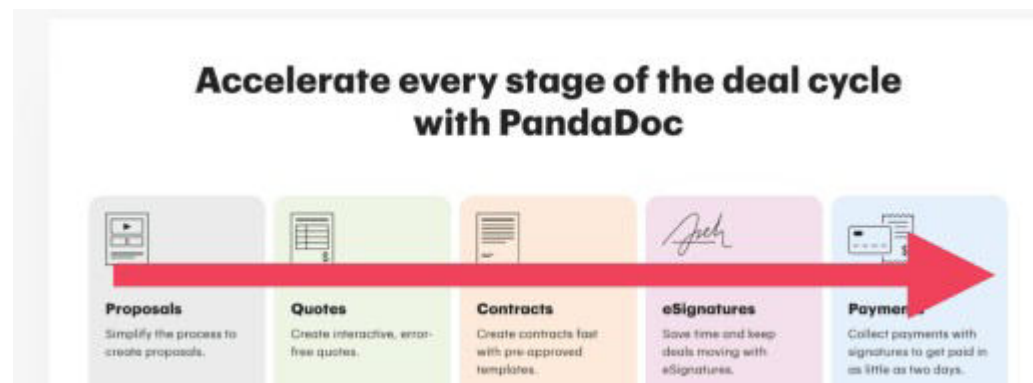 Accelerate every stage of the deal cycle
with PandaDoc
Proposals
Simplify the process to
create proposals.
Quotes
Create interactive, error-
free quotes.
Contracts
Create contracts fast
with pre approved
templates.
eSignatures
Save time and keep
deals moving with
eSignatures.
Payments
Collect payments with
signatures to get paid in
as little as two days.